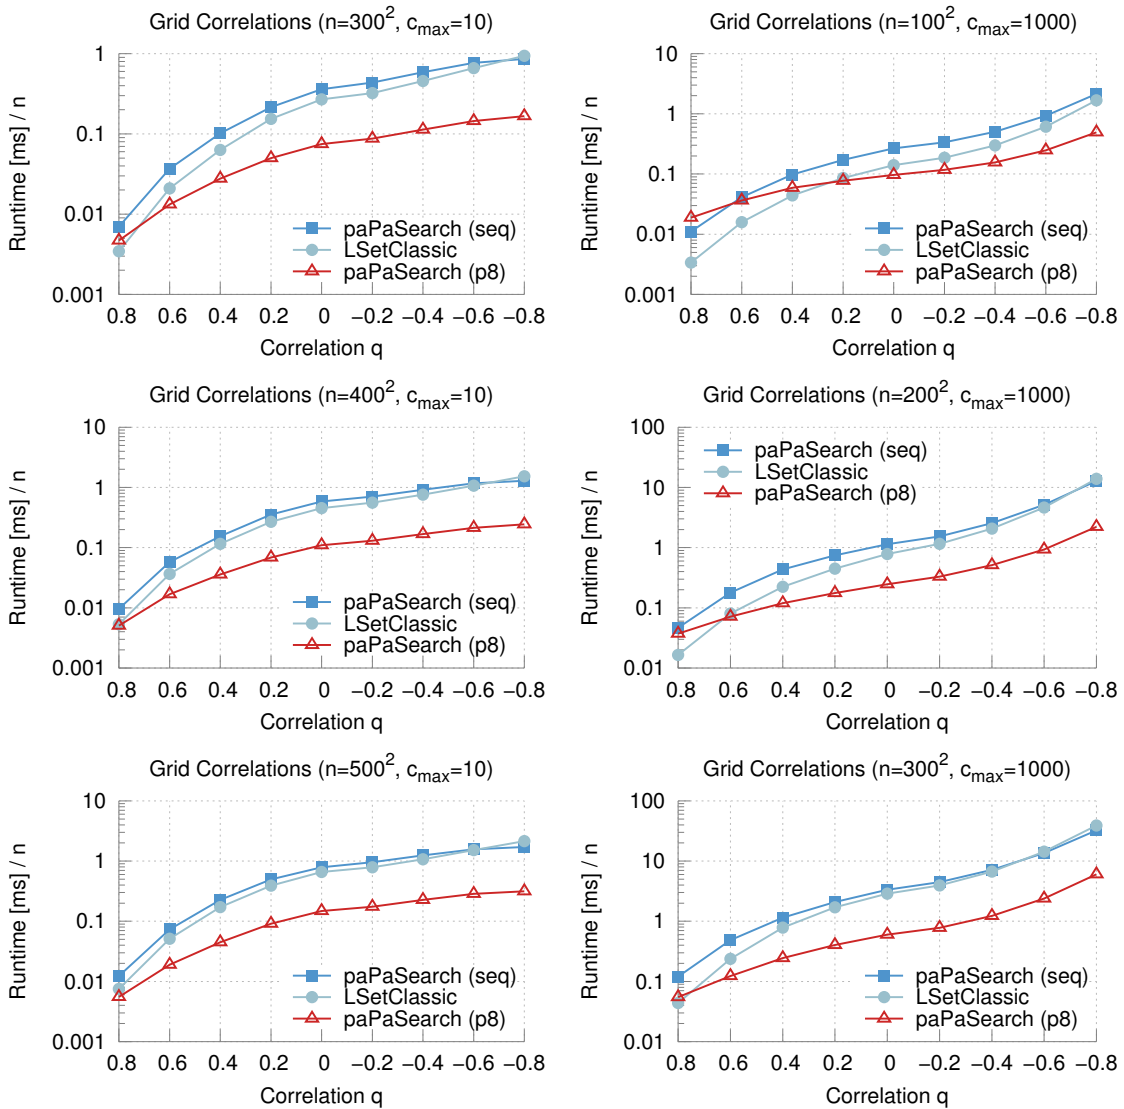 Grid Correlations (n=300², c_max=10)
Runtime [ms] / n
1
0.1
0.01
0.001
paPaSearch (seq)
LSetClassic
paPaSearch (p8)
0.8 0.6 0.4 0.2 0 −0.2 −0.4 −0.6 −0.8
Correlation q
Grid Correlations (n=100², c_max=1000)
Runtime [ms] / n
10
1
0.1
0.01
0.001
paPaSearch (seq)
LSetClassic
paPaSearch (p8)
0.8 0.6 0.4 0.2 0 −0.2 −0.4 −0.6 −0.8
Correlation q
Grid Correlations (n=400², c_max=10)
Runtime [ms] / n
10
1
0.1
0.01
0.001
paPaSearch (seq)
LSetClassic
paPaSearch (p8)
0.8 0.6 0.4 0.2 0 −0.2 −0.4 −0.6 −0.8
Correlation q
Grid Correlations (n=200², c_max=1000)
Runtime [ms] / n
100
10
1
0.1
0.01
paPaSearch (seq)
LSetClassic
paPaSearch (p8)
0.8 0.6 0.4 0.2 0 −0.2 −0.4 −0.6 −0.8
Correlation q
Grid Correlations (n=500², c_max=10)
Runtime [ms] / n
10
1
0.1
0.01
0.001
paPaSearch (seq)
LSetClassic
paPaSearch (p8)
0.8 0.6 0.4 0.2 0 −0.2 −0.4 −0.6 −0.8
Correlation q
Grid Correlations (n=300², c_max=1000)
Runtime [ms] / n
100
10
1
0.1
0.01
paPaSearch (seq)
LSetClassic
paPaSearch (p8)
0.8 0.6 0.4 0.2 0 −0.2 −0.4 −0.6 −0.8
Correlation q